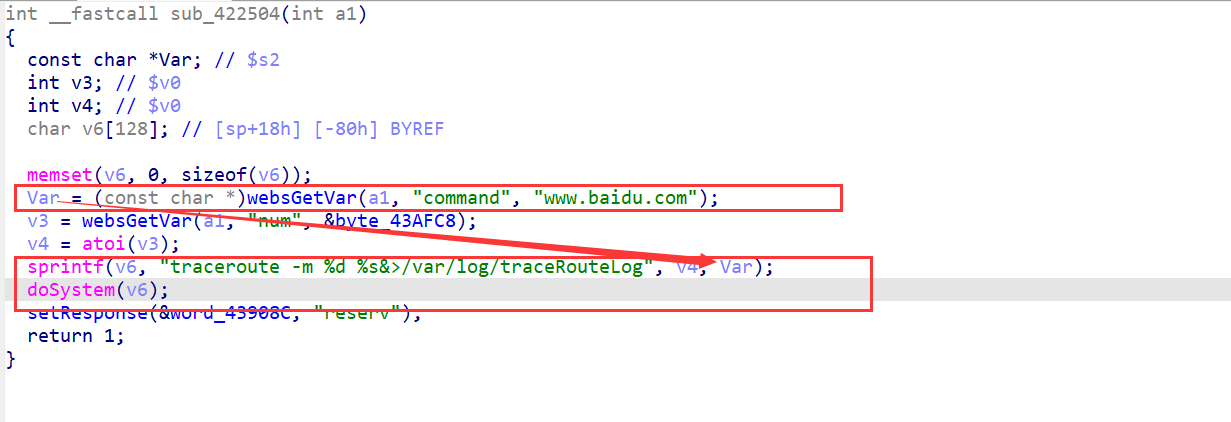 int __fastcall sub_422504(int a1)
{
const char *Var; // $s2
int v3; // $v0
int v4; // $v0
char v6[128]; // [sp+18h] [-80h] BYREF
memset(v6, 0, sizeof(v6));
Var = (const char *)websGetVar(a1, "command", "www.baidu.com");
v3 = websGetVar(a1, "num", &byte_43AFC8);
v4 = atoi(v3);
sprintf(v6, "traceroute -m %d %s&>/var/log/traceRouteLog", v4, Var);
doSystem(v6);
setResponse(&word_43908C, "reserv");
return 1;
}